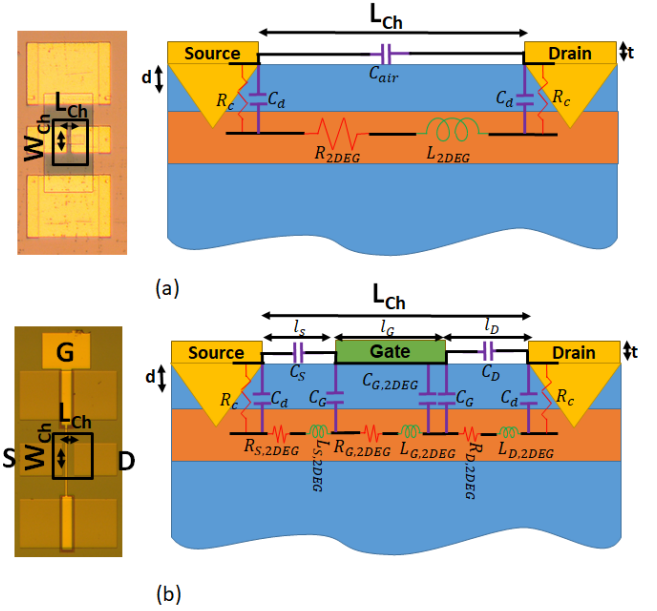 L_Ch
Source
Drain
t
d
C_air
R_c
C_d
C_d
R_c
L_Ch
W_Ch
R_2DEG
L_2DEG
(a)
L_Ch
l_s
l_G
l_D
Source
Gate
Drain
t
G
d
C_S
C_D
R_c
C_d
C_G
C_G,2DEG
C_G
C_d
R_c
L_Ch
W_Ch
S
D
R_S,2DEG
L_S,2DEG
R_G,2DEG
L_G,2DEG
R_D,2DEG
L_D,2DEG
(b)